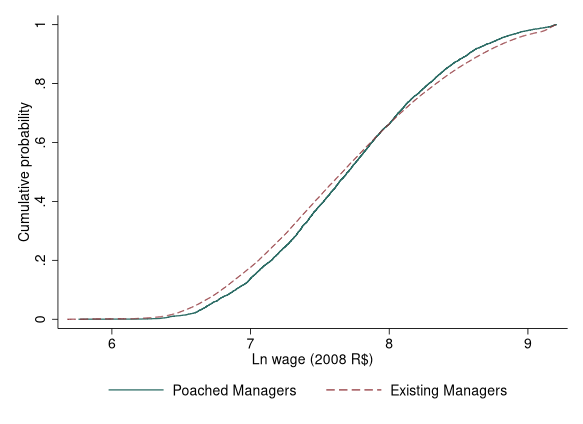 1
.8
.6
.4
.2
0
Cumulative probability
6 7 8 9
Ln wage (2008 R$)
Poached Managers Existing Managers